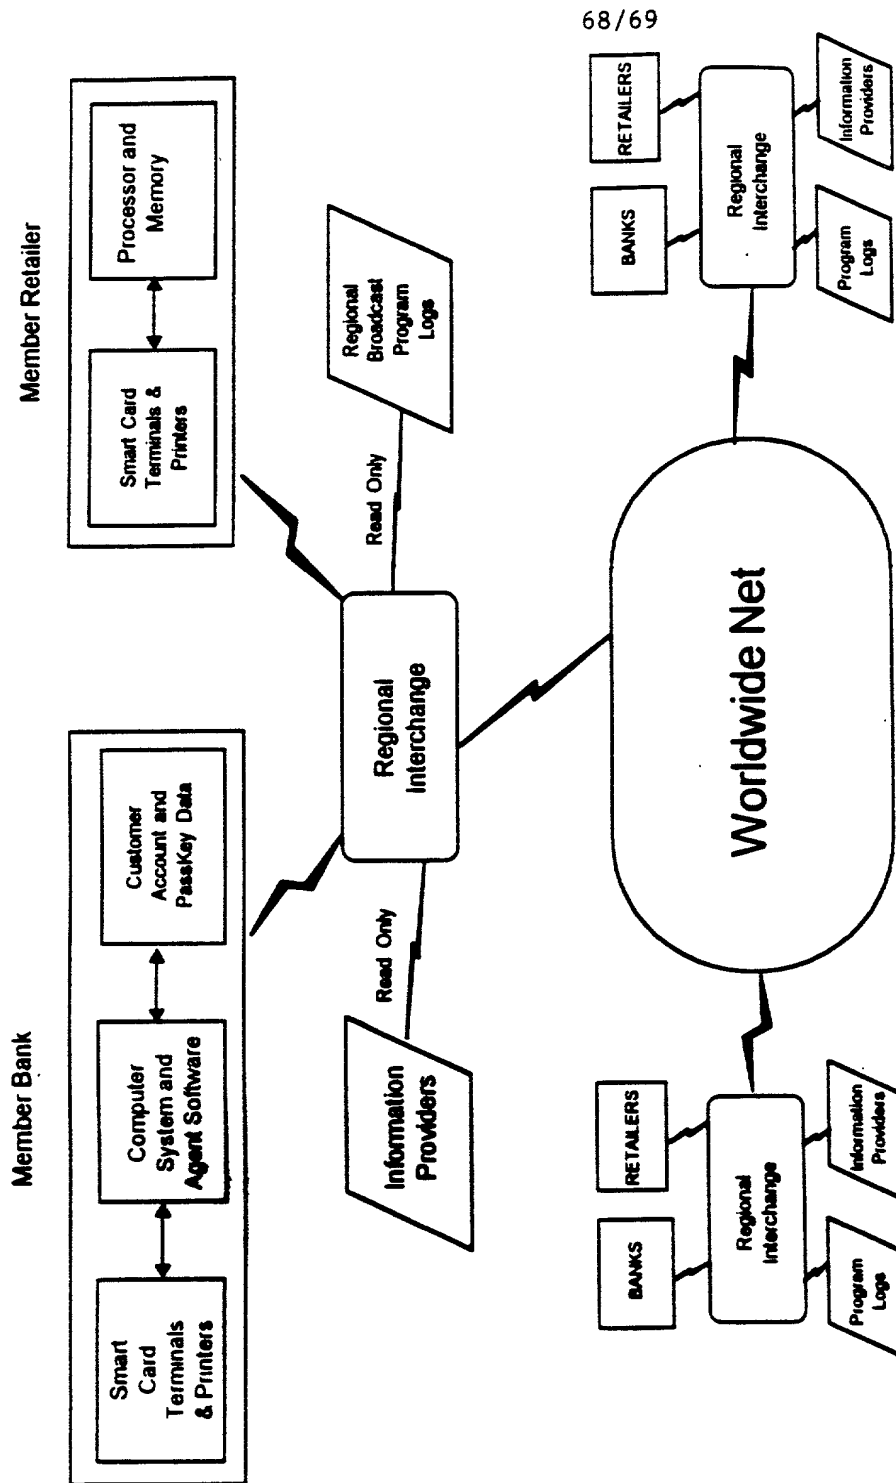 68/69
Member Bank
Smart
Card
Terminals
& Printers
Computer
System and
Agent Software
Customer
Account and
PassKey Data
Member Retailer
Smart Card
Terminals &
Printers
Processor and
Memory
Information
Providers
Read Only
Regional
Interchange
Read Only
Regional
Broadcast
Program
Logs
Worldwide Net
BANKS
RETAILERS
Regional
Interchange
Program
Logs
Information
Providers
BANKS
RETAILERS
Regional
Interchange
Program
Logs
Information
Providers